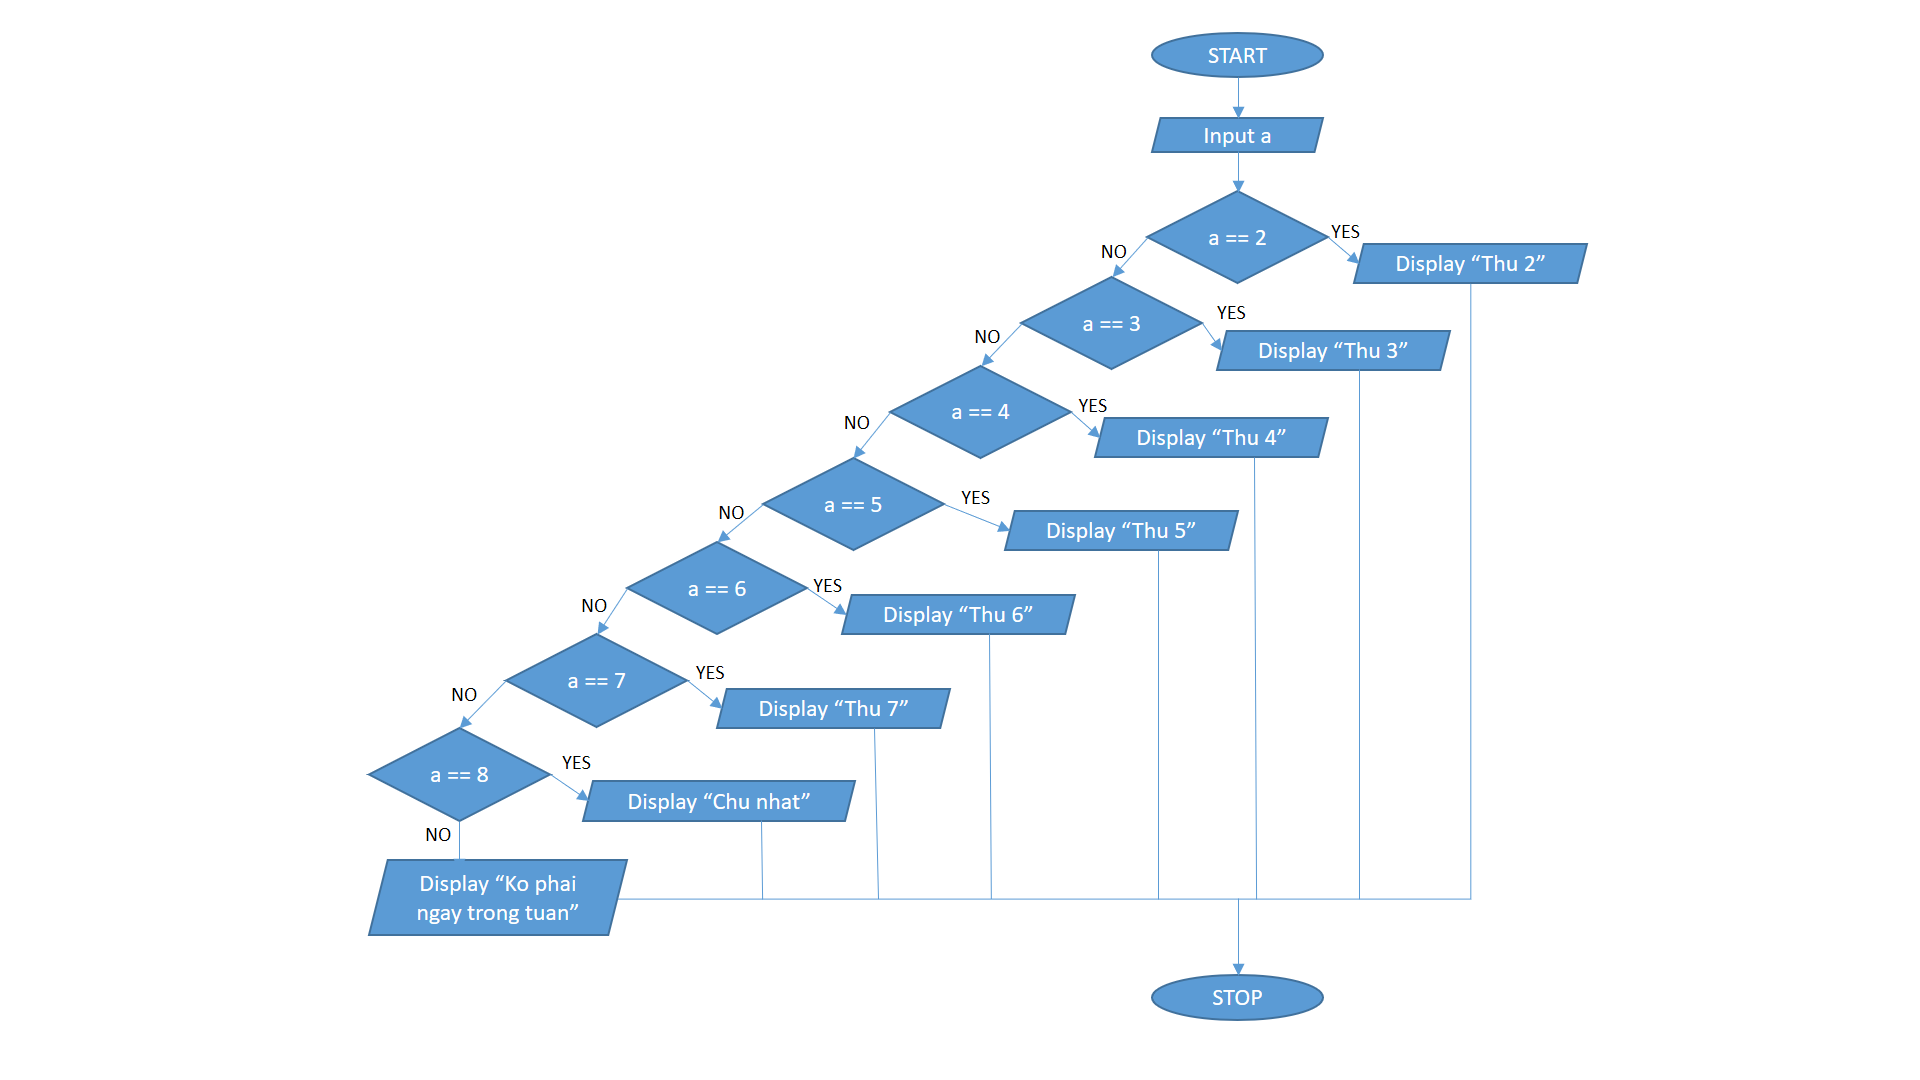 START
Input a
a == 2
YES
NO
Display “Thu 2”
a == 3
YES
NO
Display “Thu 3”
a == 4
YES
NO
Display “Thu 4”
a == 5
YES
NO
Display “Thu 5”
a == 6
YES
NO
Display “Thu 6”
a == 7
YES
NO
Display “Thu 7”
a == 8
YES
Display “Chu nhat”
NO
Display “Ko phai
ngay trong tuan”
STOP